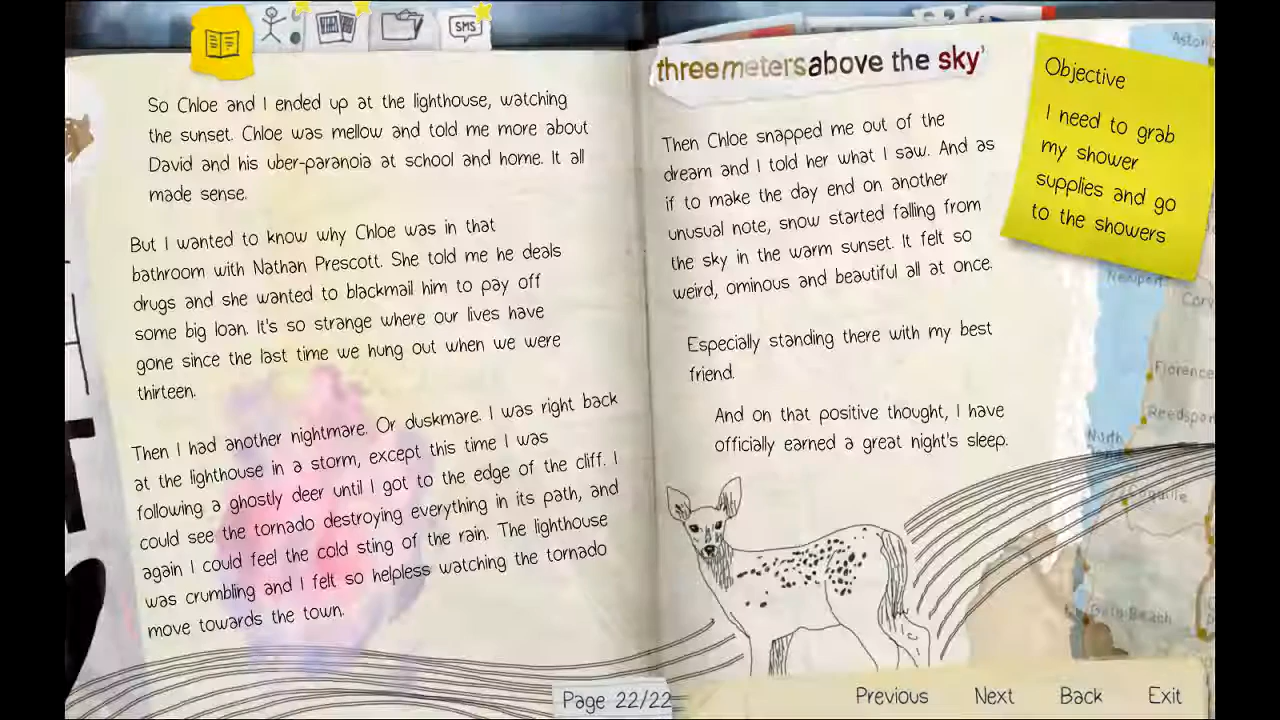 SMS
So Chloe and I ended up at the lighthouse, watching
the sunset. Chloe was mellow and told me more about
David and his uber-paranoia at school and home. It all
made sense.
But I wanted to know why Chloe was in that
bathroom with Nathan Prescott. She told me he deals
drugs and she wanted to blackmail him to pay off
some big loan. It's so strange where our lives have
gone since the last time we hung out when we were
thirteen.
Then I had another nightmare. Or duskmare. I was right back
at the lighthouse in a storm, except this time I was
following a ghostly deer until I got to the edge of the cliff. I
could see the tornado destroying everything in its path, and
again I could feel the cold sting of the rain. The lighthouse
was crumbling and I felt so helpless watching the tornado
move towards the town.
threemetersabove the sky'
Then Chloe snapped me out of the
dream and I told her what I saw. And as
if to make the day end on another
unusual note, snow started falling from
the sky in the warm sunset. It felt so
weird, ominous and beautiful all at once.
Especially standing there with my best
friend.
And on that positive thought, I have
officially earned a great night's sleep.
Objective
I need to grab
my shower
supplies and go
to the showers
Newport
Florence
Reedsport
North
Coquille
Gold Beach
Page 22/22
Previous
Next
Back
Exit